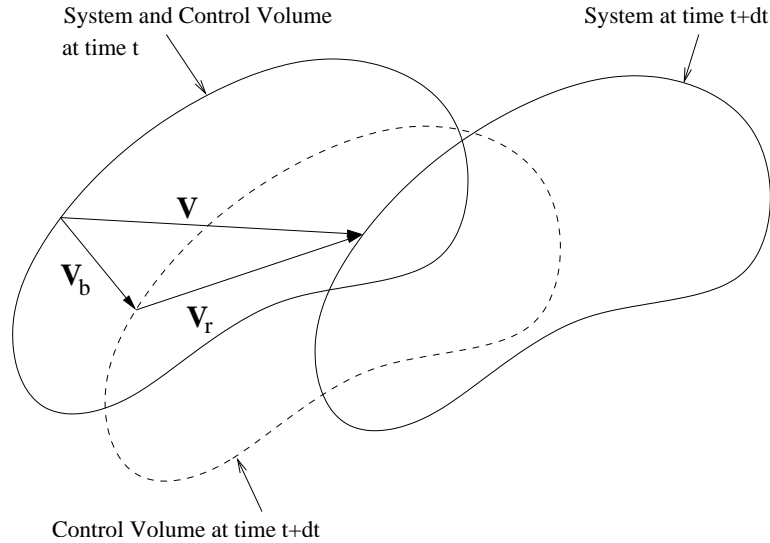 System and Control Volume
at time t
System at time t+dt
V
V_b
V_r
Control Volume at time t+dt